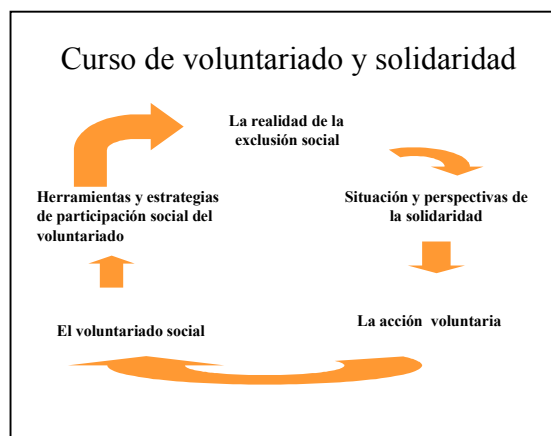 Curso de voluntariado y solidaridad
La realidad de la
exclusión social
Situación y perspectivas de
la solidaridad
La acción voluntaria
El voluntariado social
Herramientas y estrategias
de participación social del
voluntariado